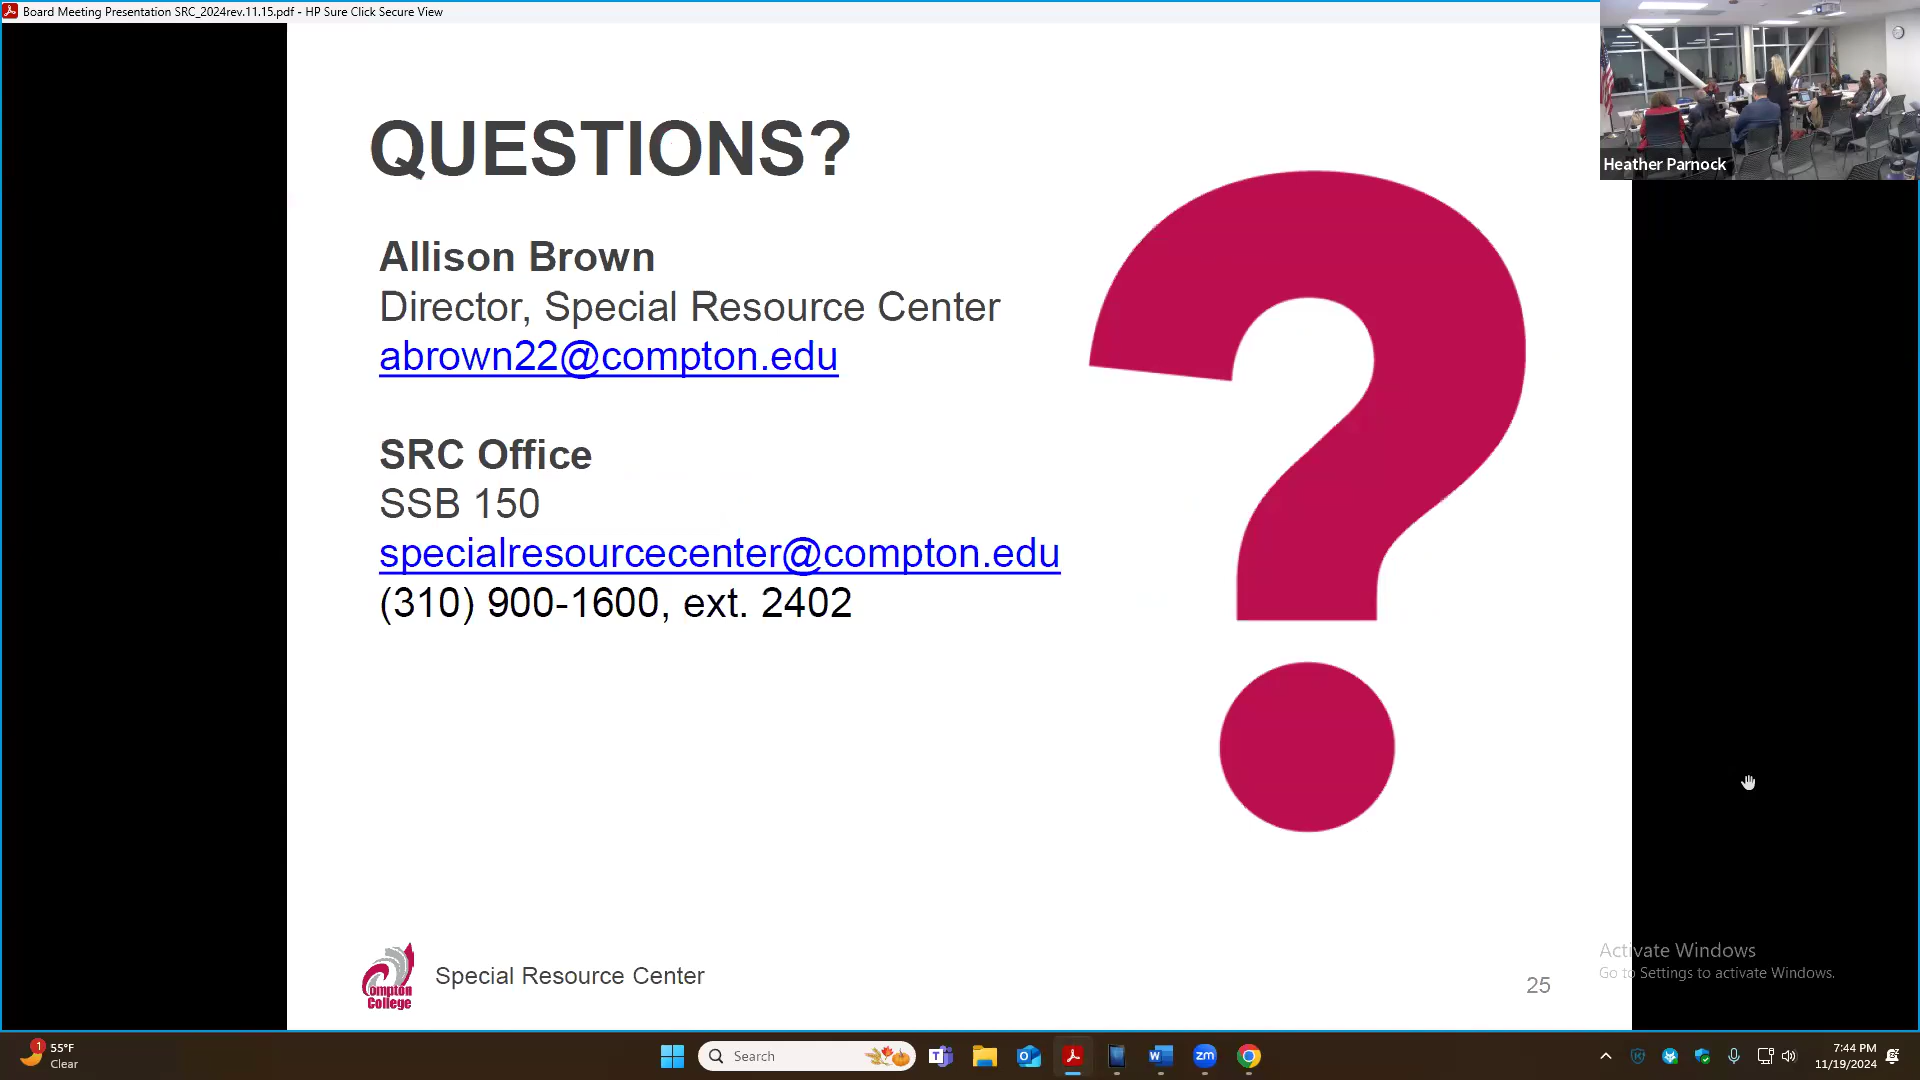 Board Meeting Presentation SRC_2024rev.11.15.pdf - HP Sure Click Secure View
Heather Parnock
QUESTIONS?
Allison Brown
Director, Special Resource Center
abrown22@compton.edu
SRC Office
SSB 150
specialresourcecenter@compton.edu
(310) 900-1600, ext. 2402
Compton
College
Special Resource Center
25
Activate Windows
Go to Settings to activate Windows.
1
55°F
Clear
Search
zm
7:44 PM
11/19/2024